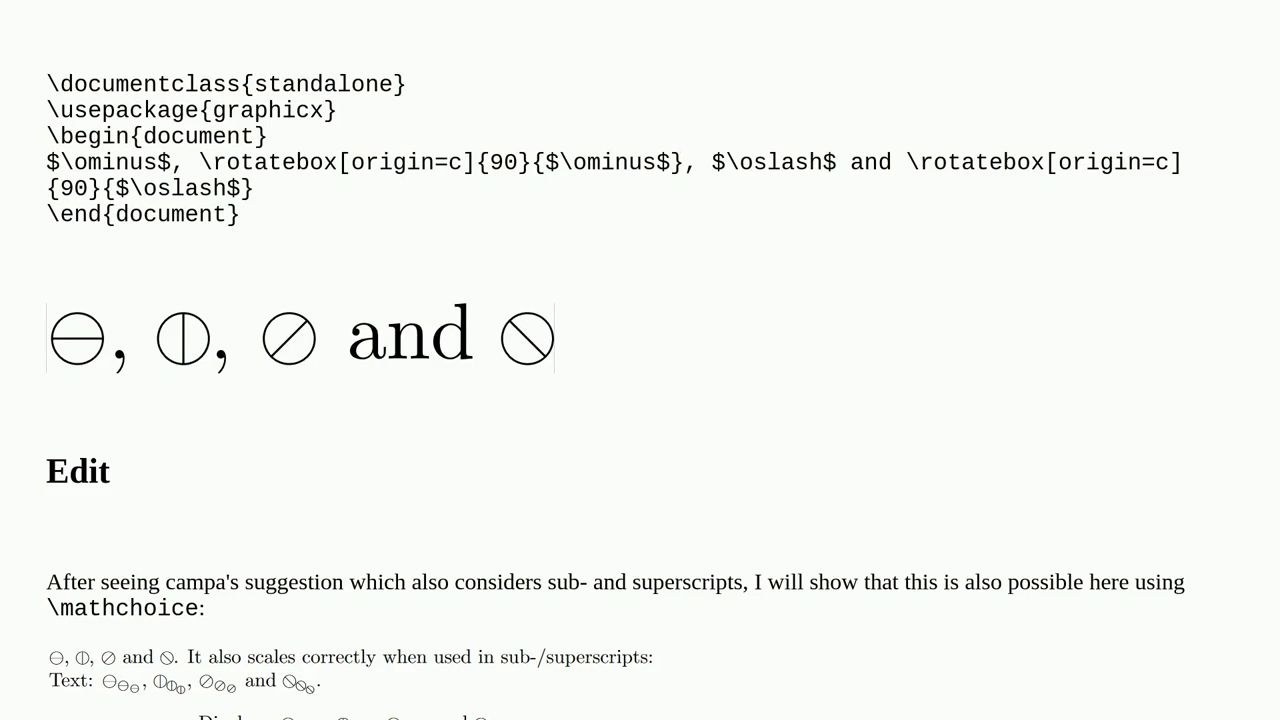 \documentclass{standalone}
\usepackage{graphicx}
\begin{document}
$\ominus$, \rotatebox[origin=c]{90}{$\ominus$}, $\oslash$ and \rotatebox[origin=c]
{90}{$\oslash$}
\end{document}
⊖, ⦶, ⊘ and ⦸
Edit
After seeing campa's suggestion which also considers sub- and superscripts, I will show that this is also possible here using
\mathchoice:
⊖, ⦶, ⊘ and ⦸. It also scales correctly when used in sub-/superscripts:
Text: ⊖⊖⊖, ⦶⦶⦶, ⊘⊘⊘ and ⦸⦸⦸.